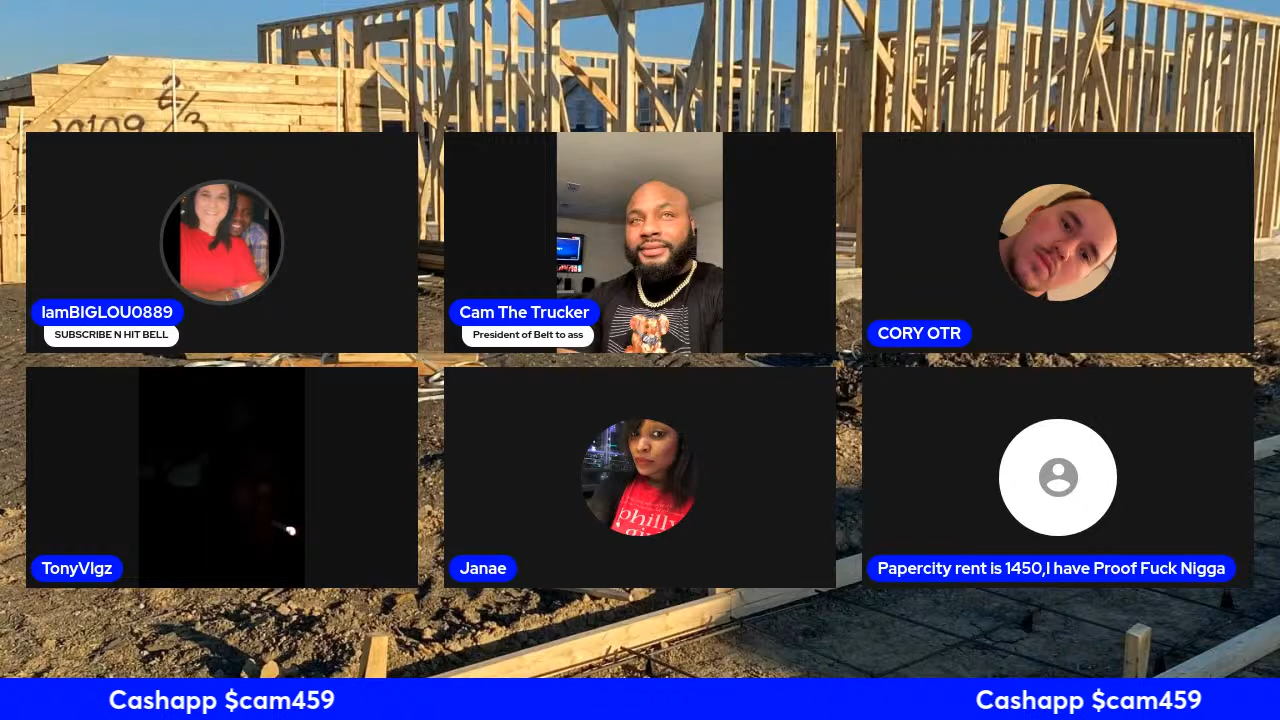 2/3
20109
IamBIGLOU0889
SUBSCRIBE N HIT BELL
Cam The Trucker
President of Belt to ass
CORY OTR
philly
TonyVlgz
Janae
Papercity rent is 1450,I have Proof Fuck Nigga
Cashapp $cam459
Cashapp $cam459